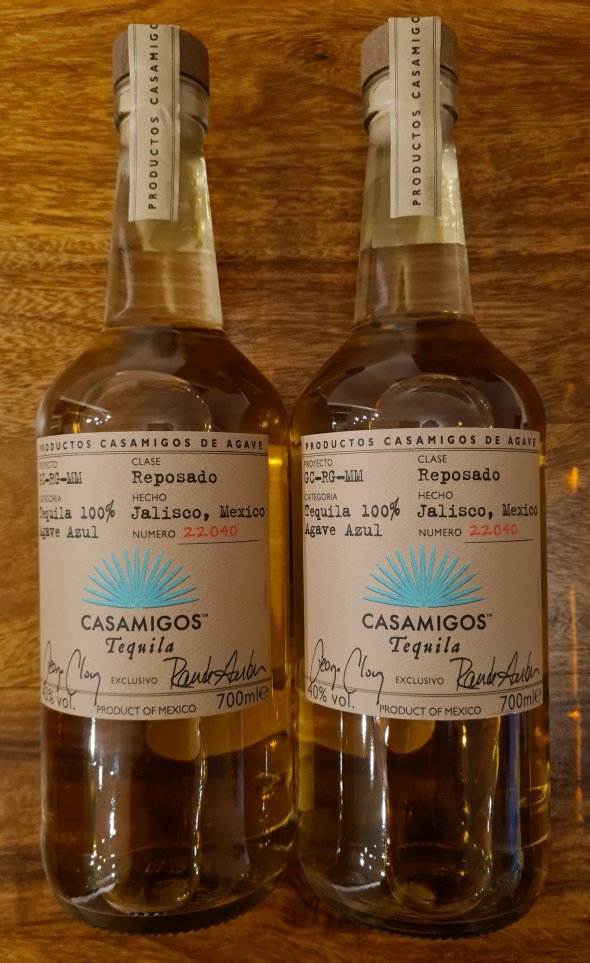 PRODUCTOS CASAMIGO
PRODUCTOS CASAMIGO
PRODUCTOS CASAMIGOS DE AGAVE
PROYECTO CLASE
GC-RG-MM Reposado
CATEGORIA HECHO
Tequila 100% Jalisco, Mexico
Agave Azul NUMERO 22040
CASAMIGOS™
Tequila
EXCLUSIVO
40% vol. PRODUCT OF MEXICO 700ml e
PRODUCTOS CASAMIGOS DE AGAVE
PROYECTO CLASE
GC-RG-MM Reposado
CATEGORIA HECHO
Tequila 100% Jalisco, Mexico
Agave Azul NUMERO 22040
CASAMIGOS™
Tequila
EXCLUSIVO
40% vol. PRODUCT OF MEXICO 700ml e